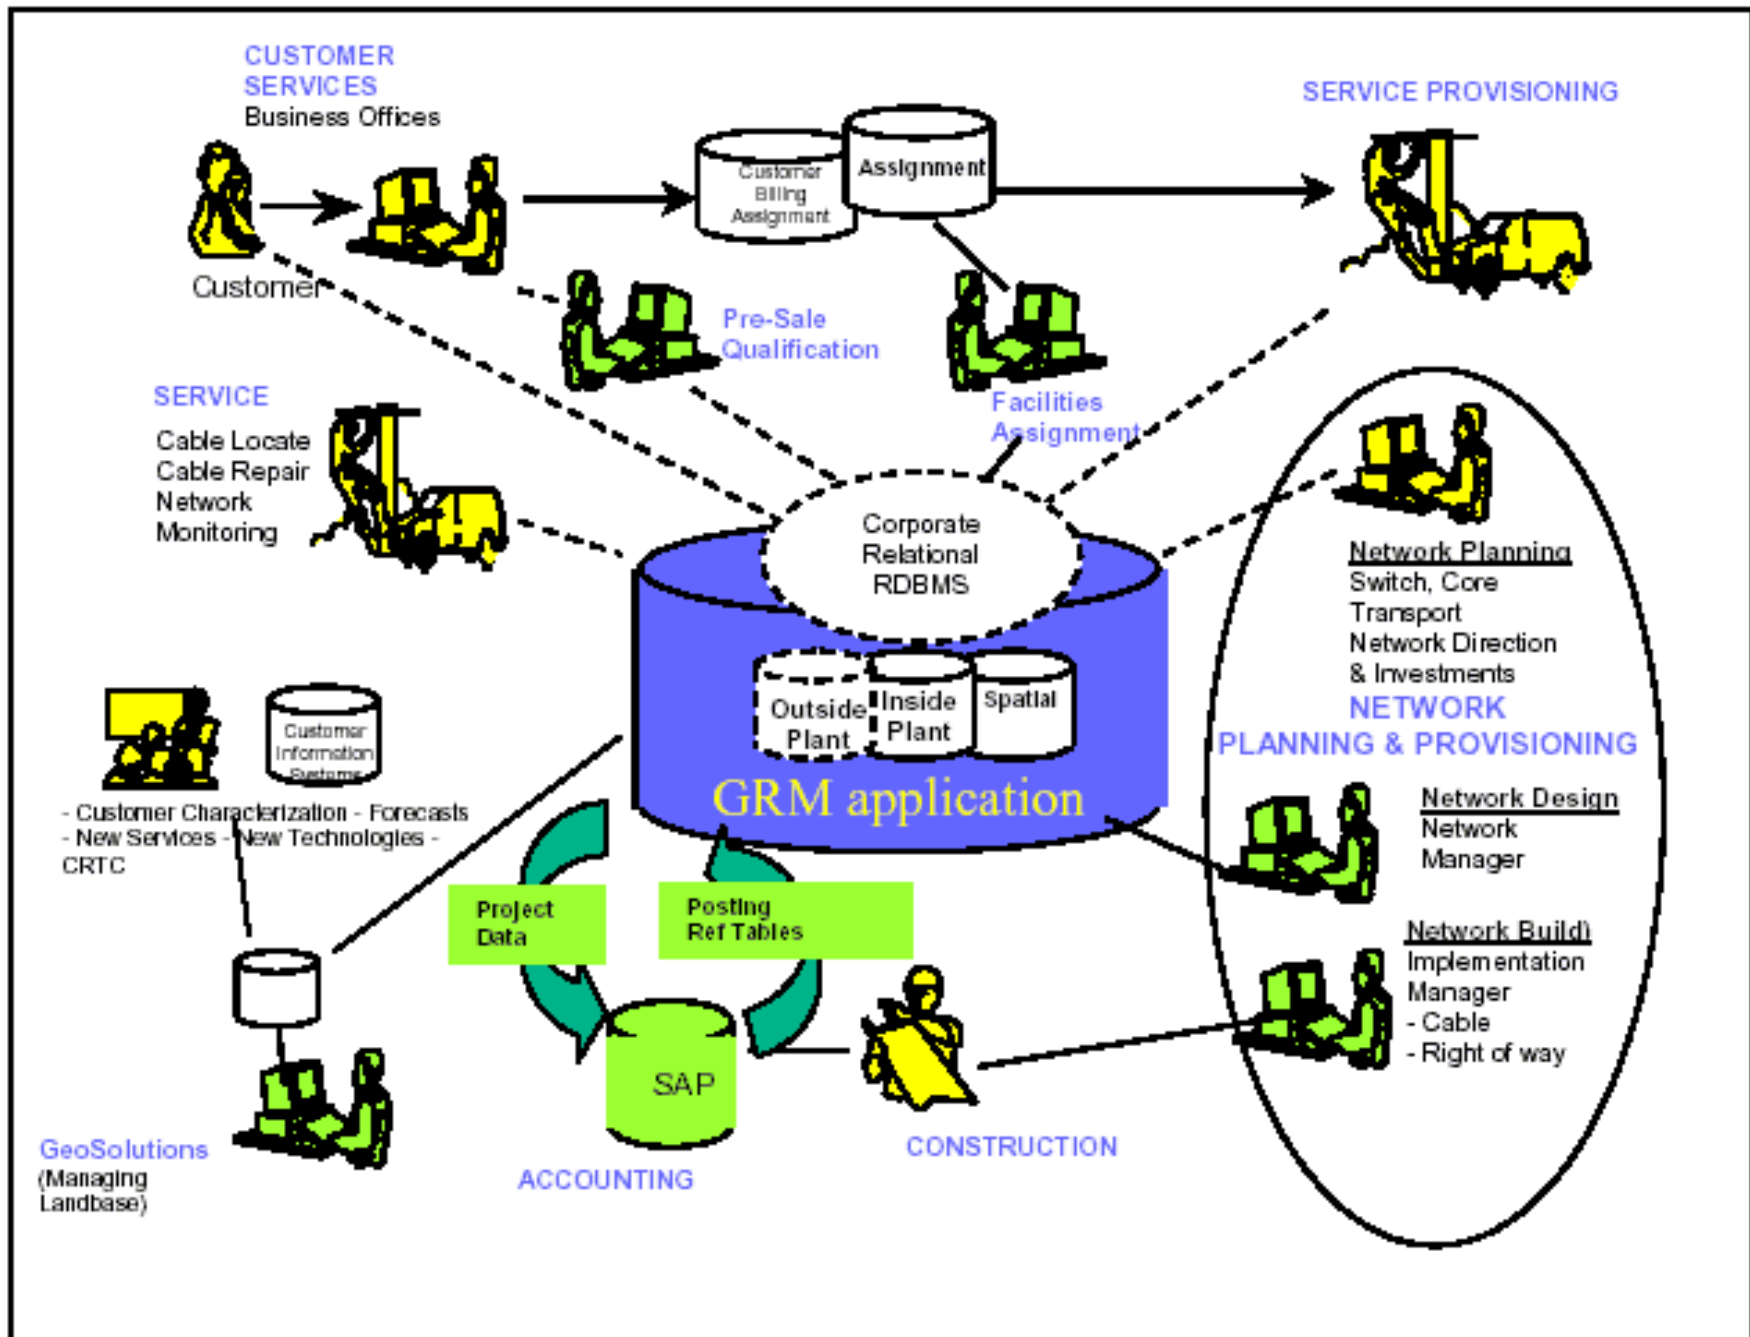 CUSTOMER
SERVICES
Business Offices
SERVICE PROVISIONING
Customer
Billing
Assignment
Assignment
Customer
Pre-Sale
Qualification
Facilities
Assignment
SERVICE
Cable Locate
Cable Repair
Network
Monitoring
Corporate
Relational
RDBMS
Network Planning
Switch, Core
Transport
Network Direction
& Investments
NETWORK
PLANNING & PROVISIONING
Outside
Plant
Inside
Plant
Spatial
GRM application
Customer
Information
Systems
- Customer Characterization - Forecasts
- New Services - New Technologies -
CRTC
Network Design
Network
Manager
Project
Data
Posting
Ref Tables
Network Build)
Implementation
Manager
- Cable
- Right of way
SAP
GeoSolutions
(Managing
Landbase)
ACCOUNTING
CONSTRUCTION